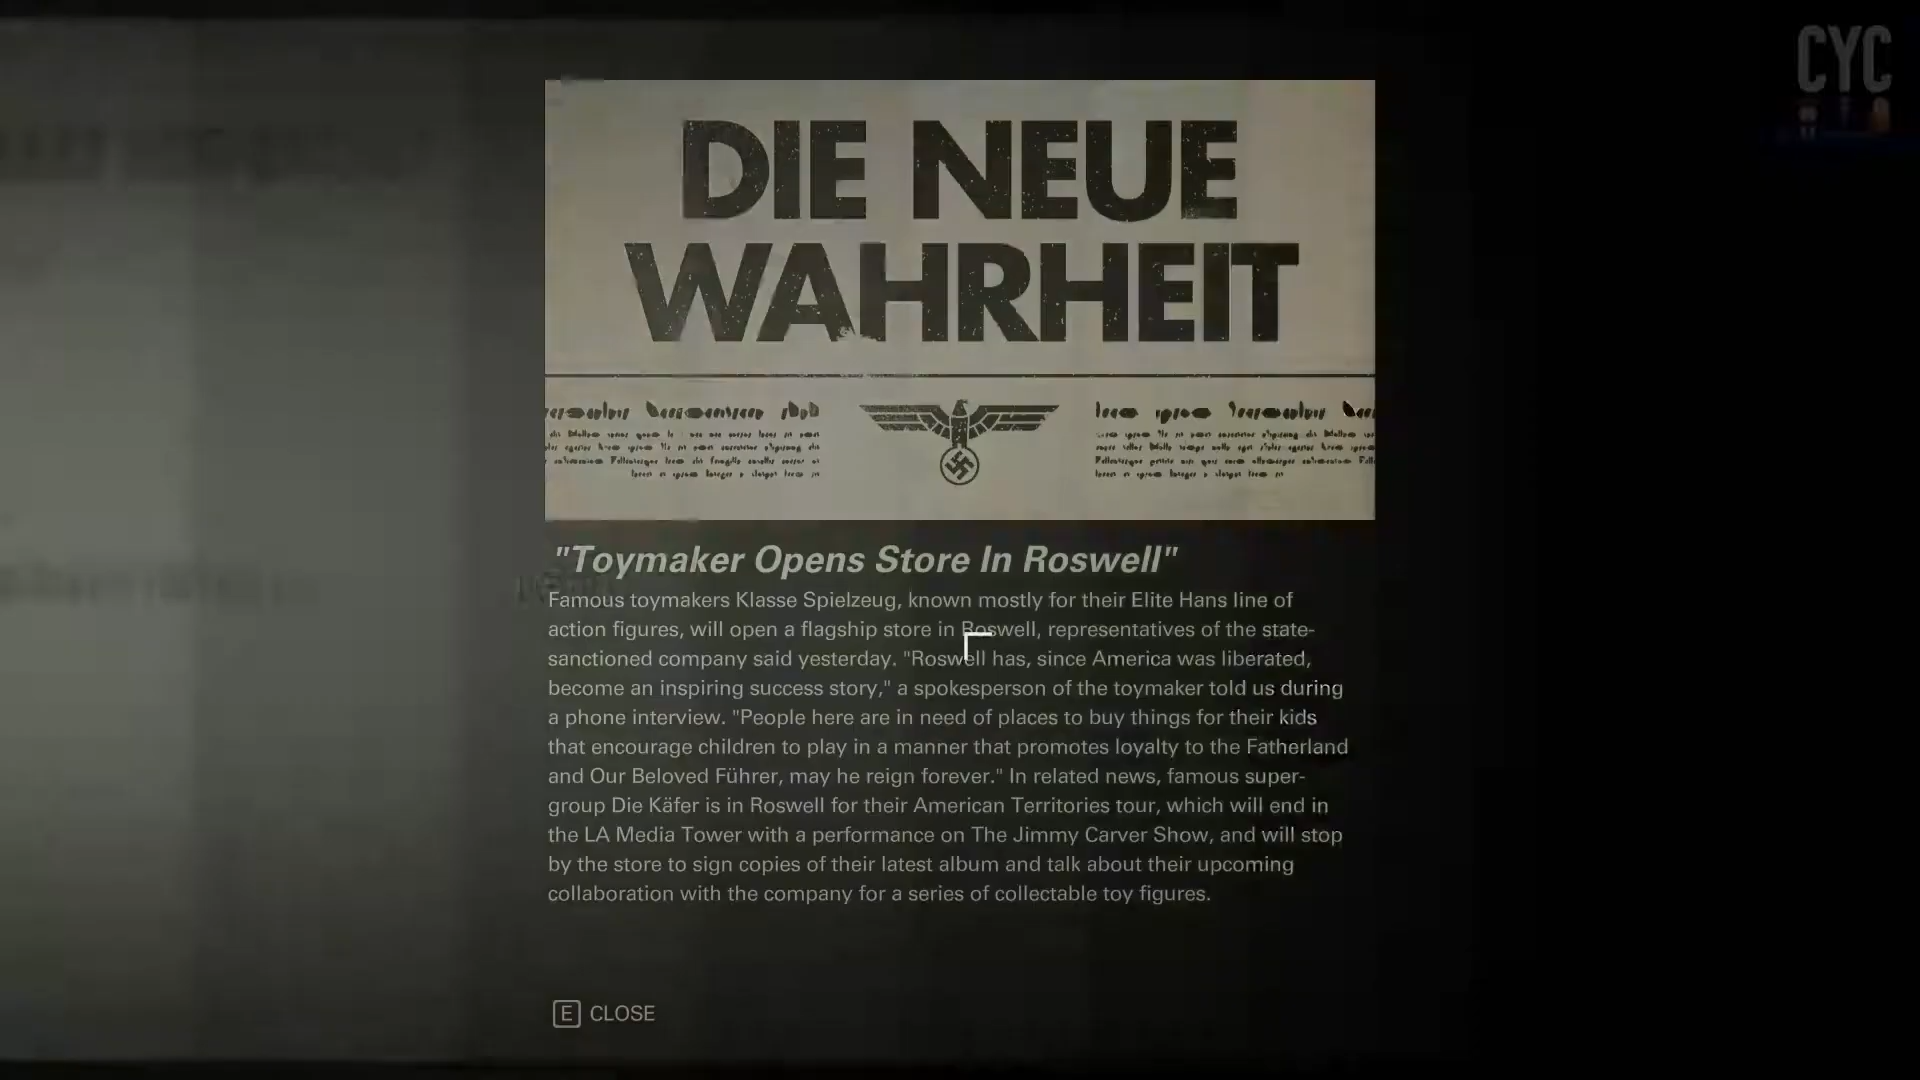 CYC
DIE NEUE
WAHRHEIT
"Toymaker Opens Store In Roswell"
Famous toymakers Klasse Spielzeug, known mostly for their Elite Hans line of
action figures, will open a flagship store in Roswell, representatives of the state-
sanctioned company said yesterday. "Roswell has, since America was liberated,
become an inspiring success story," a spokesperson of the toymaker told us during
a phone interview. "People here are in need of places to buy things for their kids
that encourage children to play in a manner that promotes loyalty to the Fatherland
and Our Beloved Führer, may he reign forever." In related news, famous super-
group Die Käfer is in Roswell for their American Territories tour, which will end in
the LA Media Tower with a performance on The Jimmy Carver Show, and will stop
by the store to sign copies of their latest album and talk about their upcoming
collaboration with the company for a series of collectable toy figures.
E CLOSE